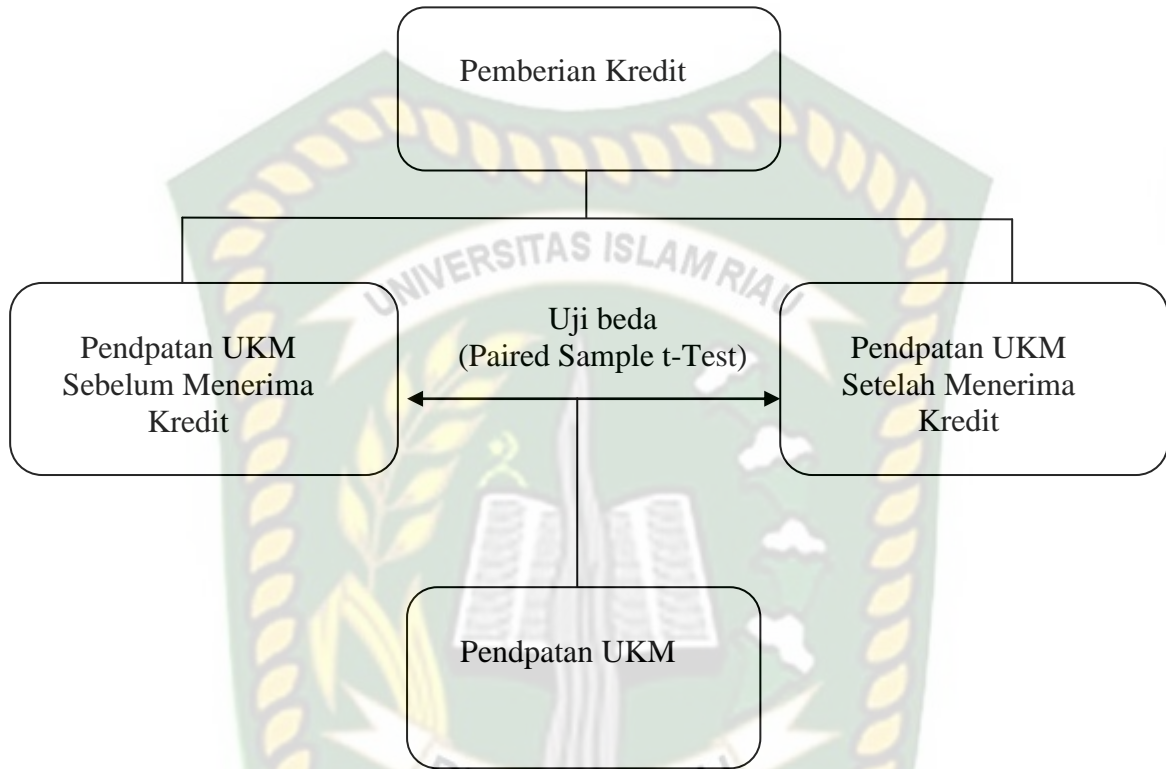 Pemberian Kredit
UNIVERSITAS ISLAM RIAU
Uji beda
(Paired Sample t-Test)
Pendpatan UKM
Sebelum Menerima
Kredit
Pendpatan UKM
Setelah Menerima
Kredit
Pendpatan UKM